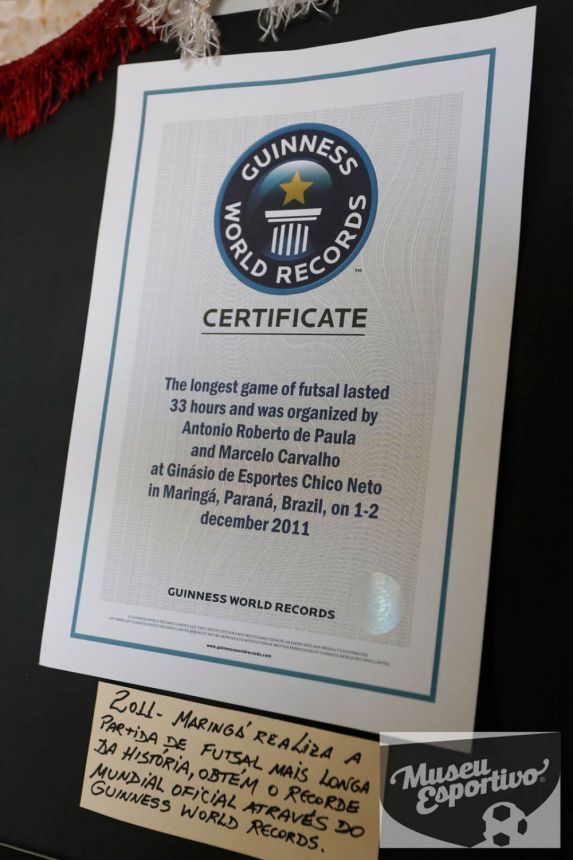 GUINNESS
WORLD RECORDS
™
CERTIFICATE
The longest game of futsal lasted
33 hours and was organized by
Antonio Roberto de Paula
and Marcelo Carvalho
at Ginásio de Esportes Chico Neto
in Maringá, Paraná, Brazil, on 1-2
december 2011
GUINNESS WORLD RECORDS
www.guinnessworldrecords.com
2011- MARINGÁ REALIZA A
PARTIDA DE FUTSAL MAIS LONGA
DA HISTÓRIA, OBTÉM O RECORDE
MUNDIAL OFICIAL ATRAVÉS DO
GUINNESS WORLD RECORDS.
Museu
Esportivo®